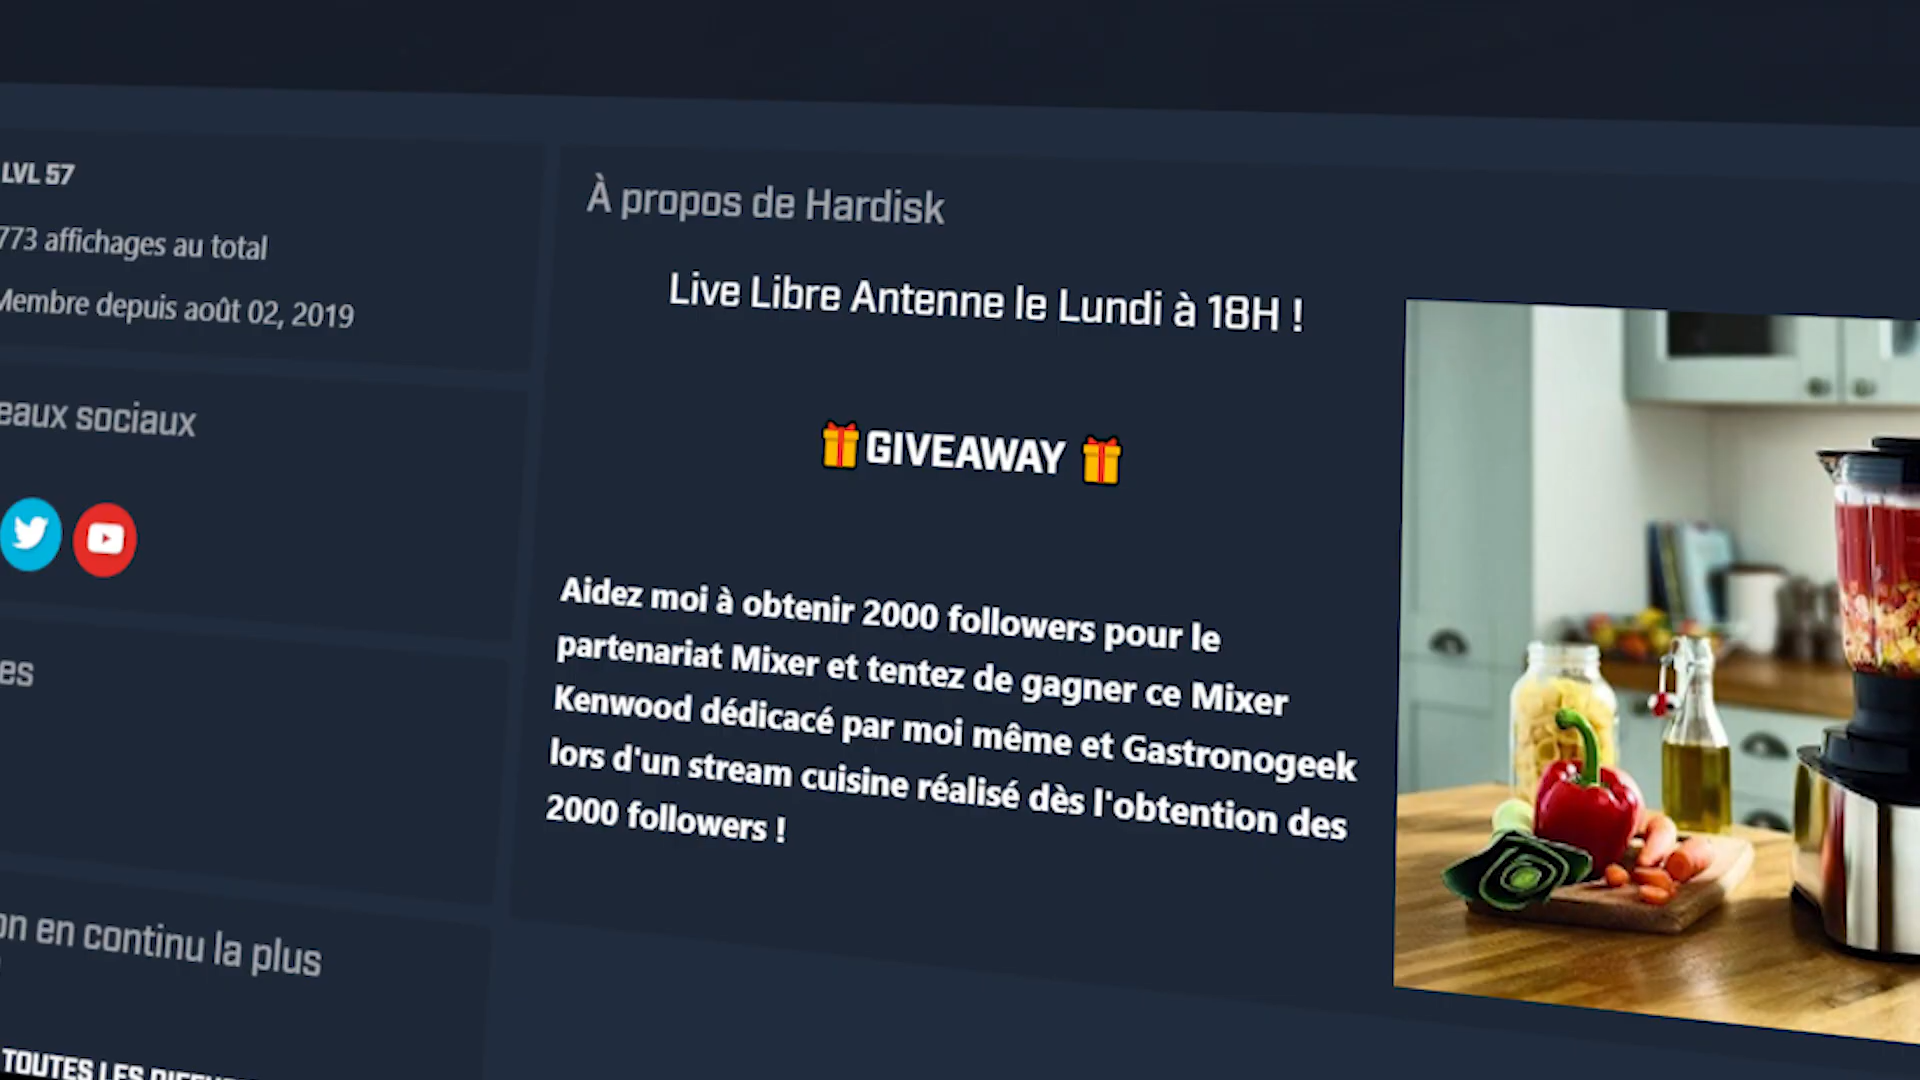 LVL 57
773 affichages au total
Membre depuis août 02, 2019
eaux sociaux
es
on en continu la plus
TOUTES LES
À propos de Hardisk
Live Libre Antenne le Lundi à 18H !
🎁GIVEAWAY 🎁
Aidez moi à obtenir 2000 followers pour le
partenariat Mixer et tentez de gagner ce Mixer
Kenwood dédicacé par moi même et Gastronogeek
lors d'un stream cuisine réalisé dès l'obtention des
2000 followers !